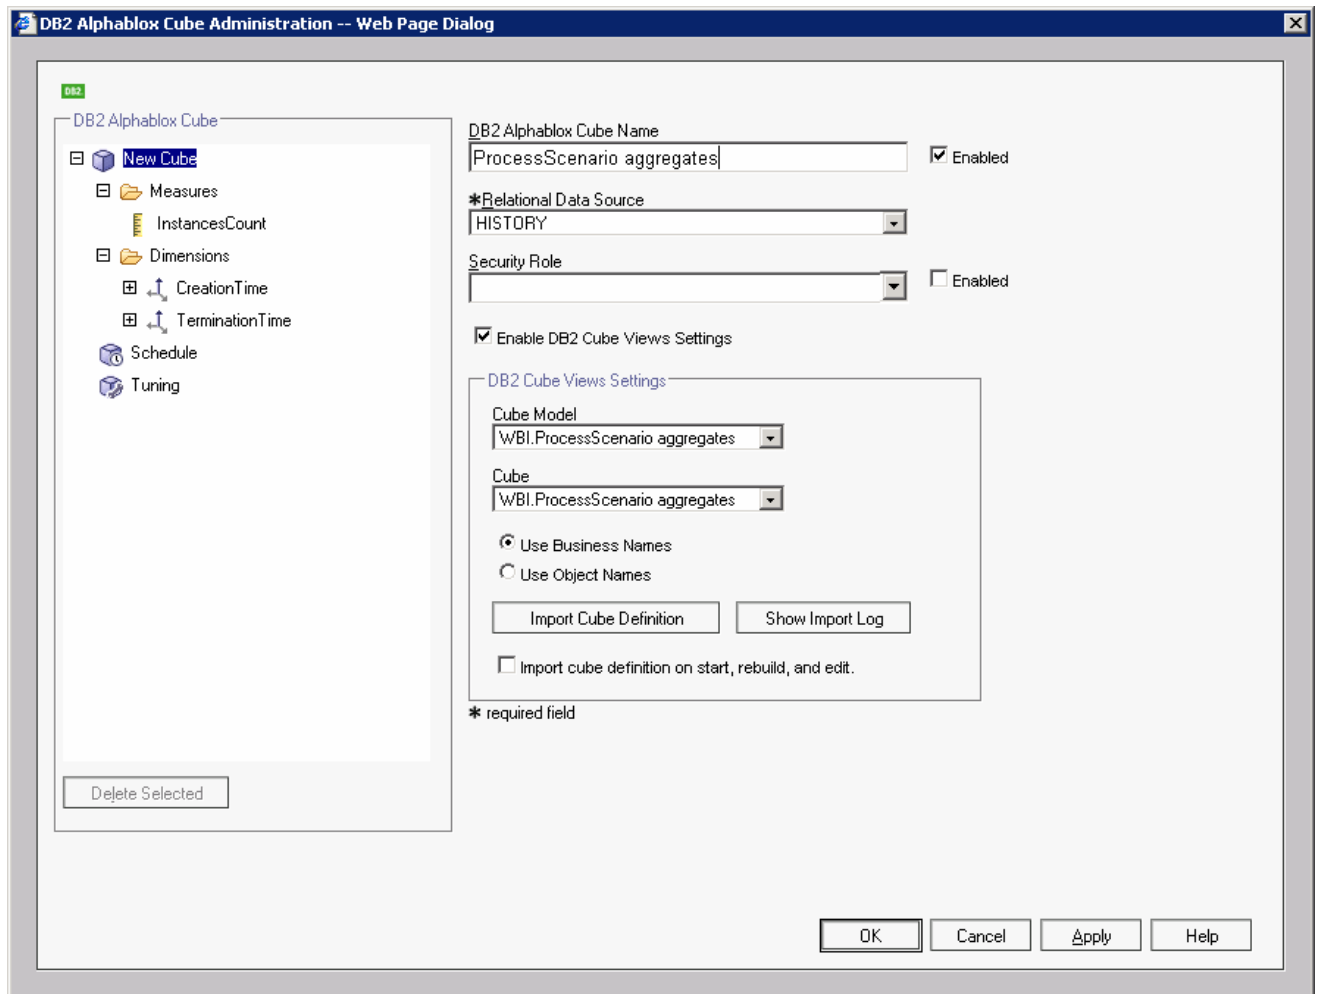 DB2 Alphablox Cube Administration -- Web Page Dialog
DB2
DB2 Alphablox Cube
New Cube
Measures
InstancesCount
Dimensions
CreationTime
TerminationTime
Schedule
Tuning
Delete Selected
DB2 Alphablox Cube Name
ProcessScenario aggregates
Enabled
*Relational Data Source
HISTORY
Security Role
Enabled
Enable DB2 Cube Views Settings
DB2 Cube Views Settings
Cube Model
WBI.ProcessScenario aggregates
Cube
WBI.ProcessScenario aggregates
Use Business Names
Use Object Names
Import Cube Definition
Show Import Log
Import cube definition on start, rebuild, and edit.
* required field
OK
Cancel
Apply
Help